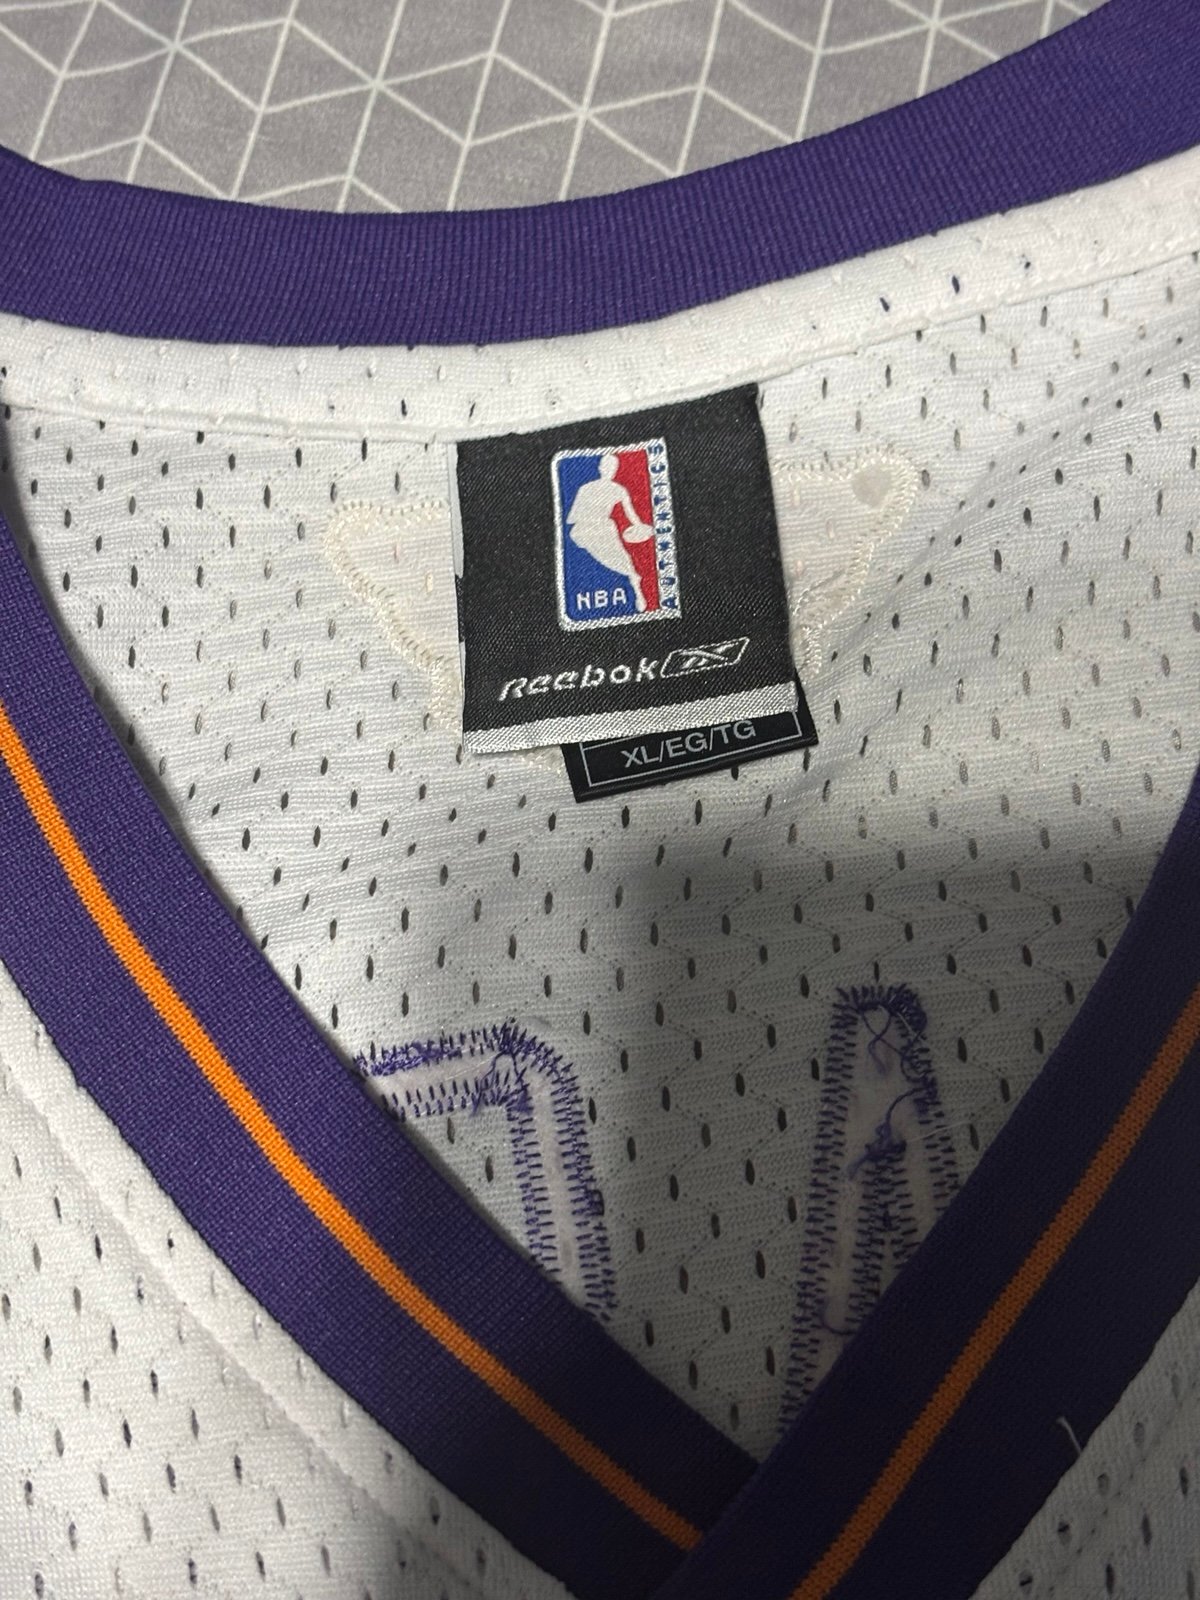 AUTHENTICS
NBA
Reebok
XL/EG/TG